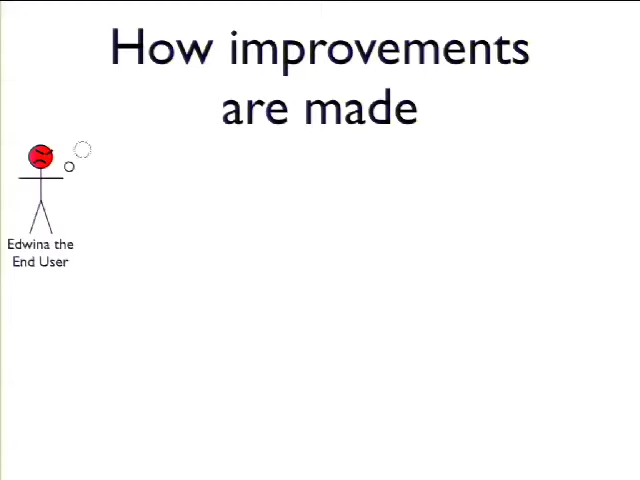 How improvements
are made
Edwina the
End User